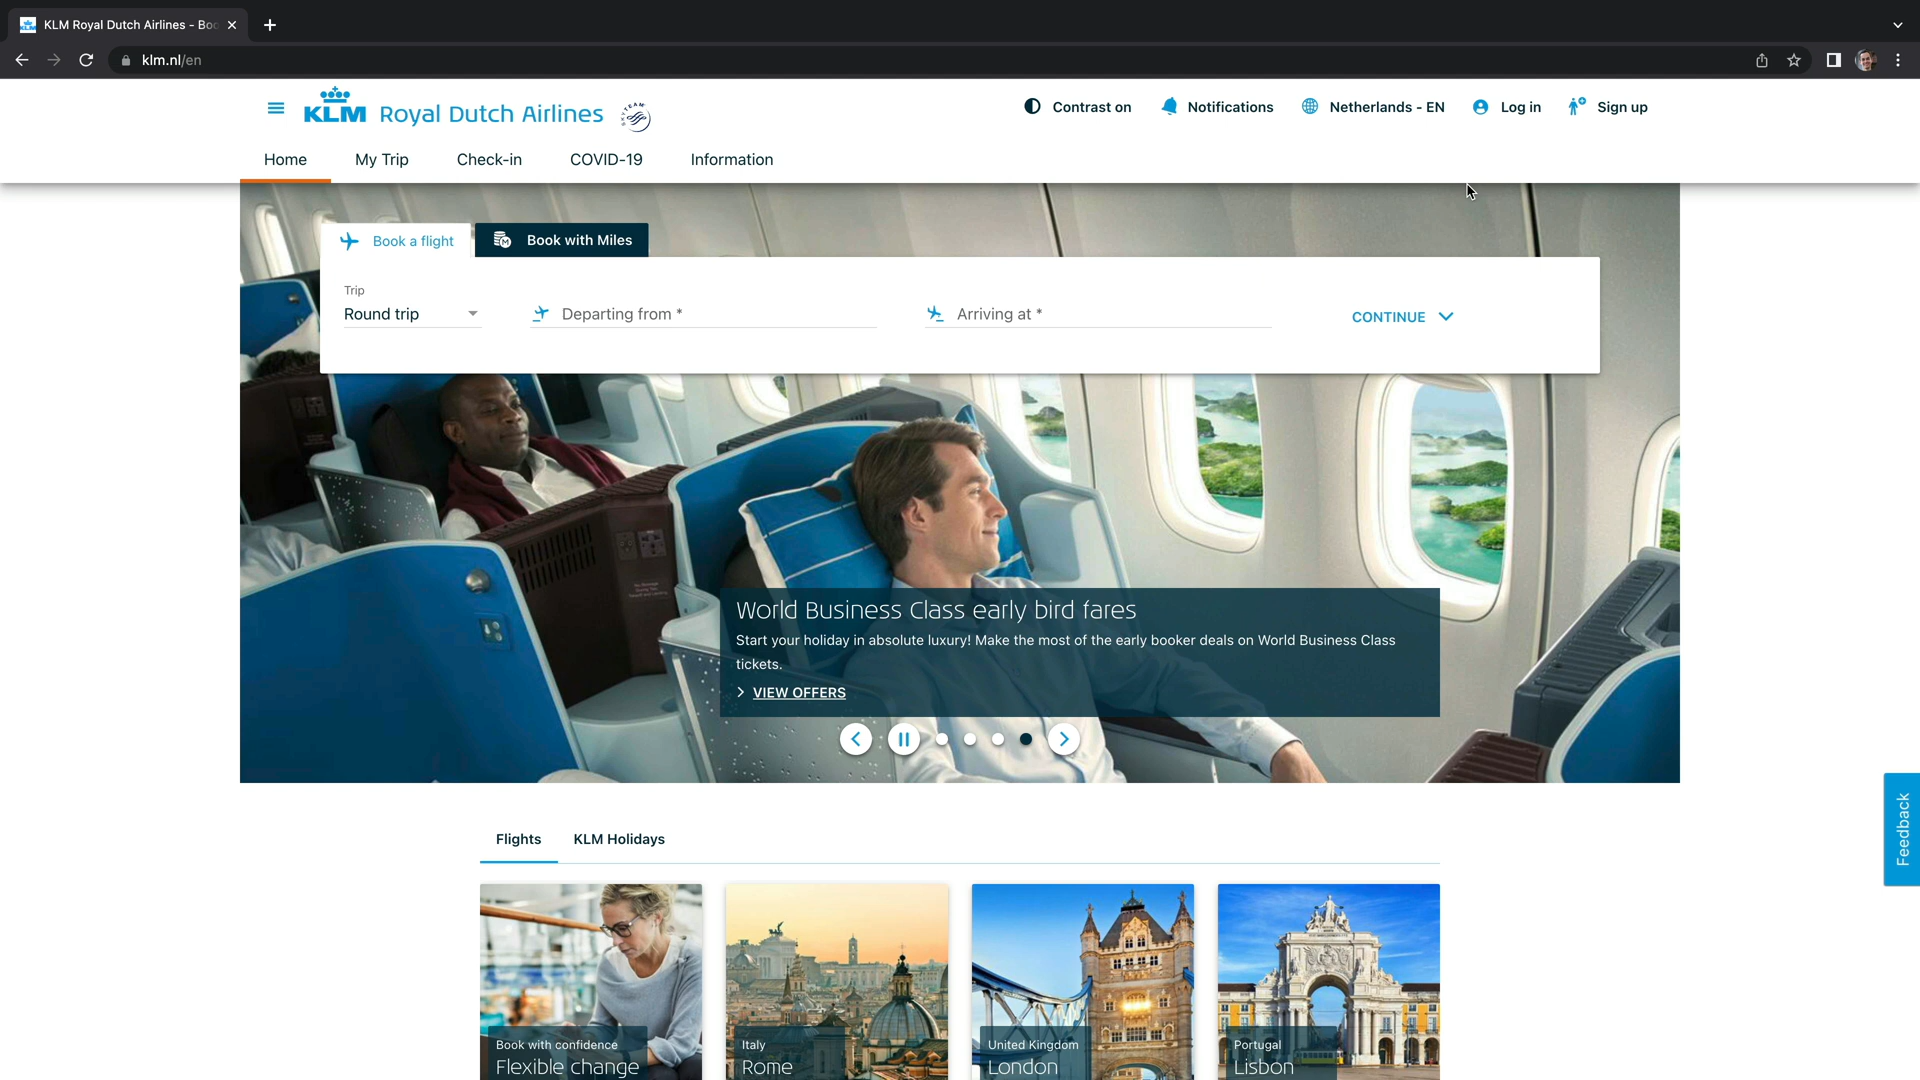 KLM Royal Dutch Airlines - Boo
klm.nl/en
KLM Royal Dutch Airlines
Contrast on
Notifications
Netherlands - EN
Log in
Sign up
Home
My Trip
Check-in
COVID-19
Information
Book a flight
Book with Miles
Trip
Round trip
Departing from *
Arriving at *
CONTINUE
World Business Class early bird fares
Start your holiday in absolute luxury! Make the most of the early booker deals on World Business Class
tickets.
VIEW OFFERS
Feedback
Flights
KLM Holidays
Book with confidence
Flexible change
Italy
Rome
United Kingdom
London
Portugal
Lisbon